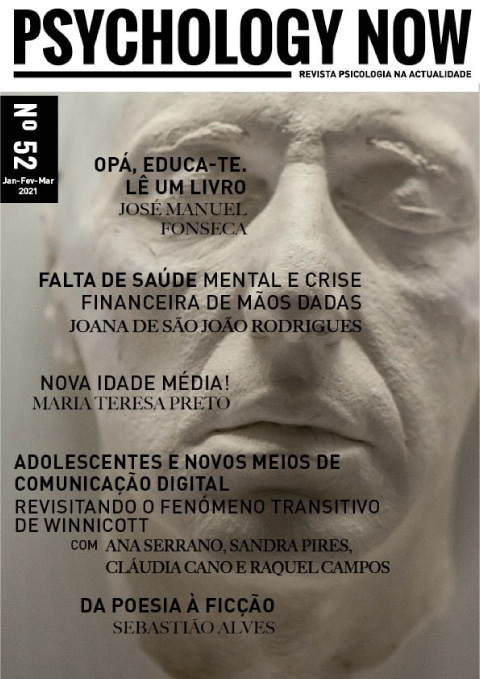 PSYCHOLOGY NOW
REVISTA PSICOLOGIA NA ACTUALIDADE
Nº 52
Jan-Fev-Mar
2021
OPÁ, EDUCA-TE.
LÊ UM LIVRO
JOSÉ MANUEL
FONSECA
FALTA DE SAÚDE MENTAL E CRISE
FINANCEIRA DE MÃOS DADAS
JOANA DE SÃO JOÃO RODRIGUES
NOVA IDADE MÉDIA!
MARIA TERESA PRETO
ADOLESCENTES E NOVOS MEIOS DE
COMUNICAÇÃO DIGITAL
REVISITANDO O FENÓMENO TRANSITIVO
DE WINNICOTT
COM ANA SERRANO, SANDRA PIRES,
CLÁUDIA CANO E RAQUEL CAMPOS
DA POESIA À FICÇÃO
SEBASTIÃO ALVES